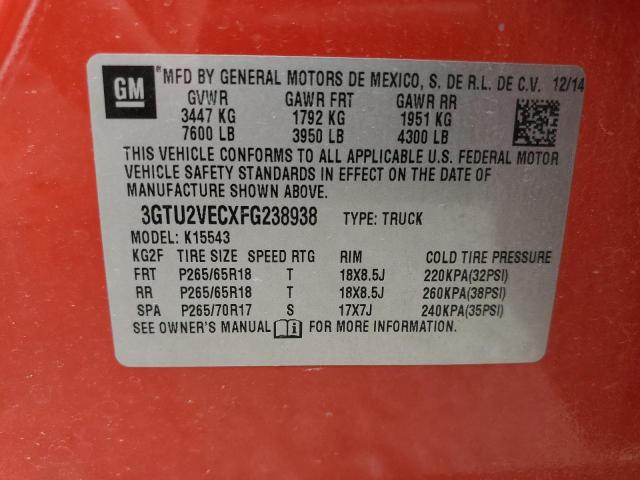 GM
MFD BY GENERAL MOTORS DE MEXICO, S. DE R.L. DE C.V. 12/14
GVWR GAWR FRT GAWR RR
3447 KG 1792 KG 1951 KG
7600 LB 3950 LB 4300 LB
THIS VEHICLE CONFORMS TO ALL APPLICABLE U.S. FEDERAL MOTOR
VEHICLE SAFETY STANDARDS IN EFFECT ON THE DATE OF
MANUFACTURE SHOWN ABOVE.
3GTU2VECXFG238938 TYPE: TRUCK
MODEL: K15543
KG2F TIRE SIZE SPEED RTG RIM COLD TIRE PRESSURE
FRT P265/65R18 T 18X8.5J 220KPA(32PSI)
RR P265/65R18 T 18X8.5J 260KPA(38PSI)
SPA P265/70R17 S 17X7J 240KPA(35PSI)
SEE OWNER'S MANUAL FOR MORE INFORMATION.